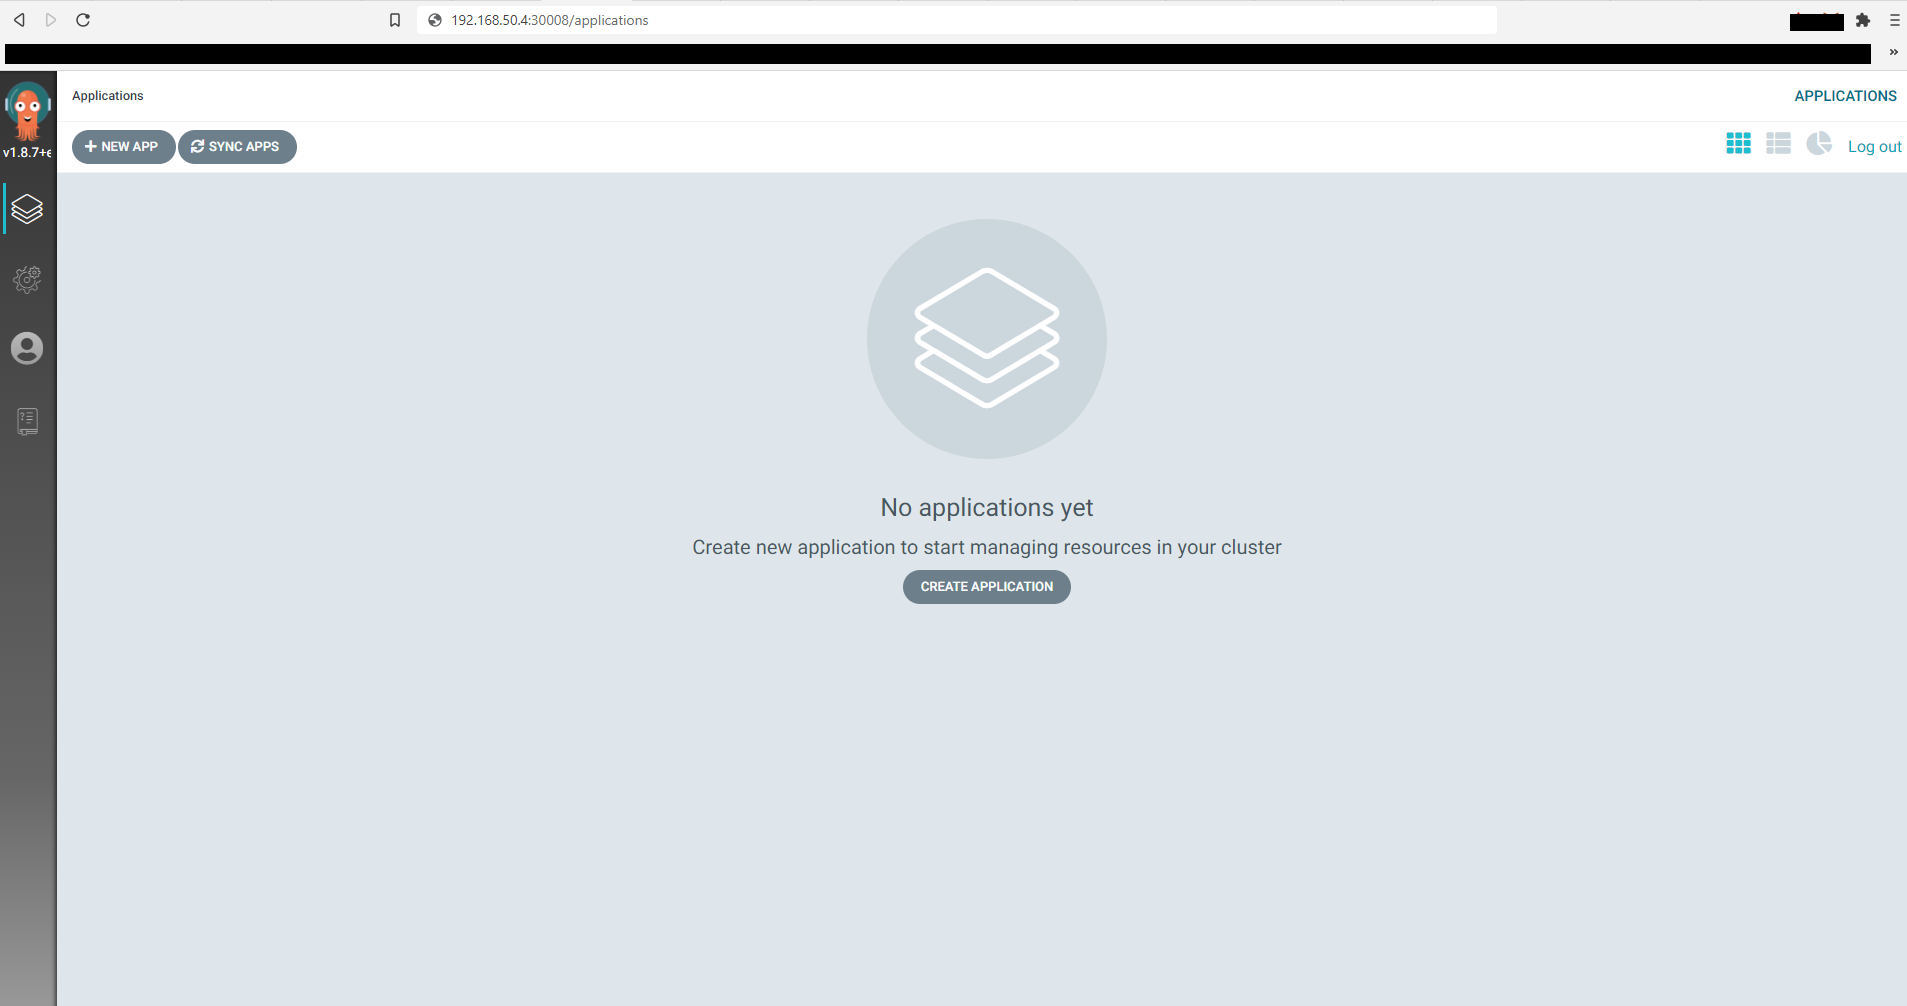 192.168.50.4:30008/applications
»
Applications
APPLICATIONS
NEW APP
SYNC APPS
Log out
v1.8.7+e
No applications yet
Create new application to start managing resources in your cluster
CREATE APPLICATION